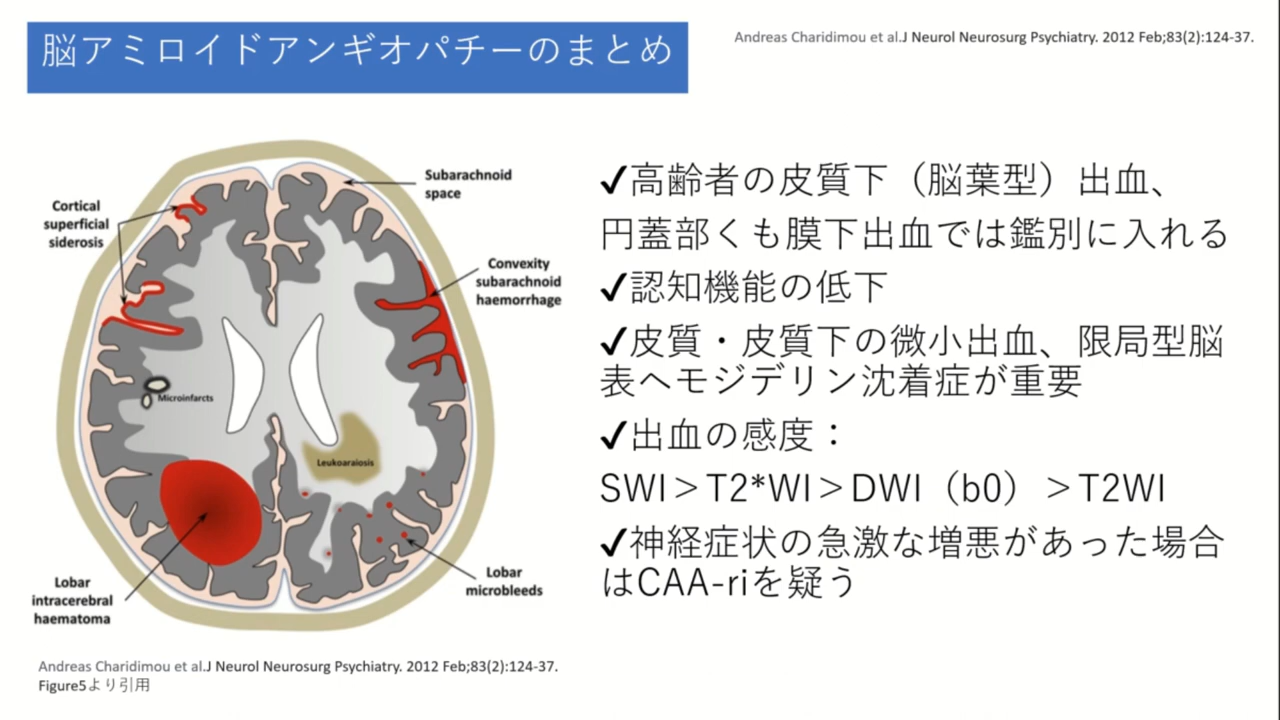 脳アミロイドアンギオパチーのまとめ
Andreas Charidimou et al.J Neurol Neurosurg Psychiatry. 2012 Feb;83(2):124-37.
Subarachnoid
space
Cortical
superficial
siderosis
Convexity
subarachnoid
haemorrhage
Microinfarcts
Leukoaraiosis
Lobar
intracerebral
haematoma
Lobar
microbleeds
✔高齢者の皮質下（脳葉型）出血、
円蓋部くも膜下出血では鑑別に入れる
✔認知機能の低下
✔皮質・皮質下の微小出血、限局型脳
表ヘモジデリン沈着症が重要
✔出血の感度：
SWI＞T2*WI＞DWI（b0）＞T2WI
✔神経症状の急激な増悪があった場合
はCAA-riを疑う
Andreas Charidimou et al.J Neurol Neurosurg Psychiatry. 2012 Feb;83(2):124-37.
Figure5より引用